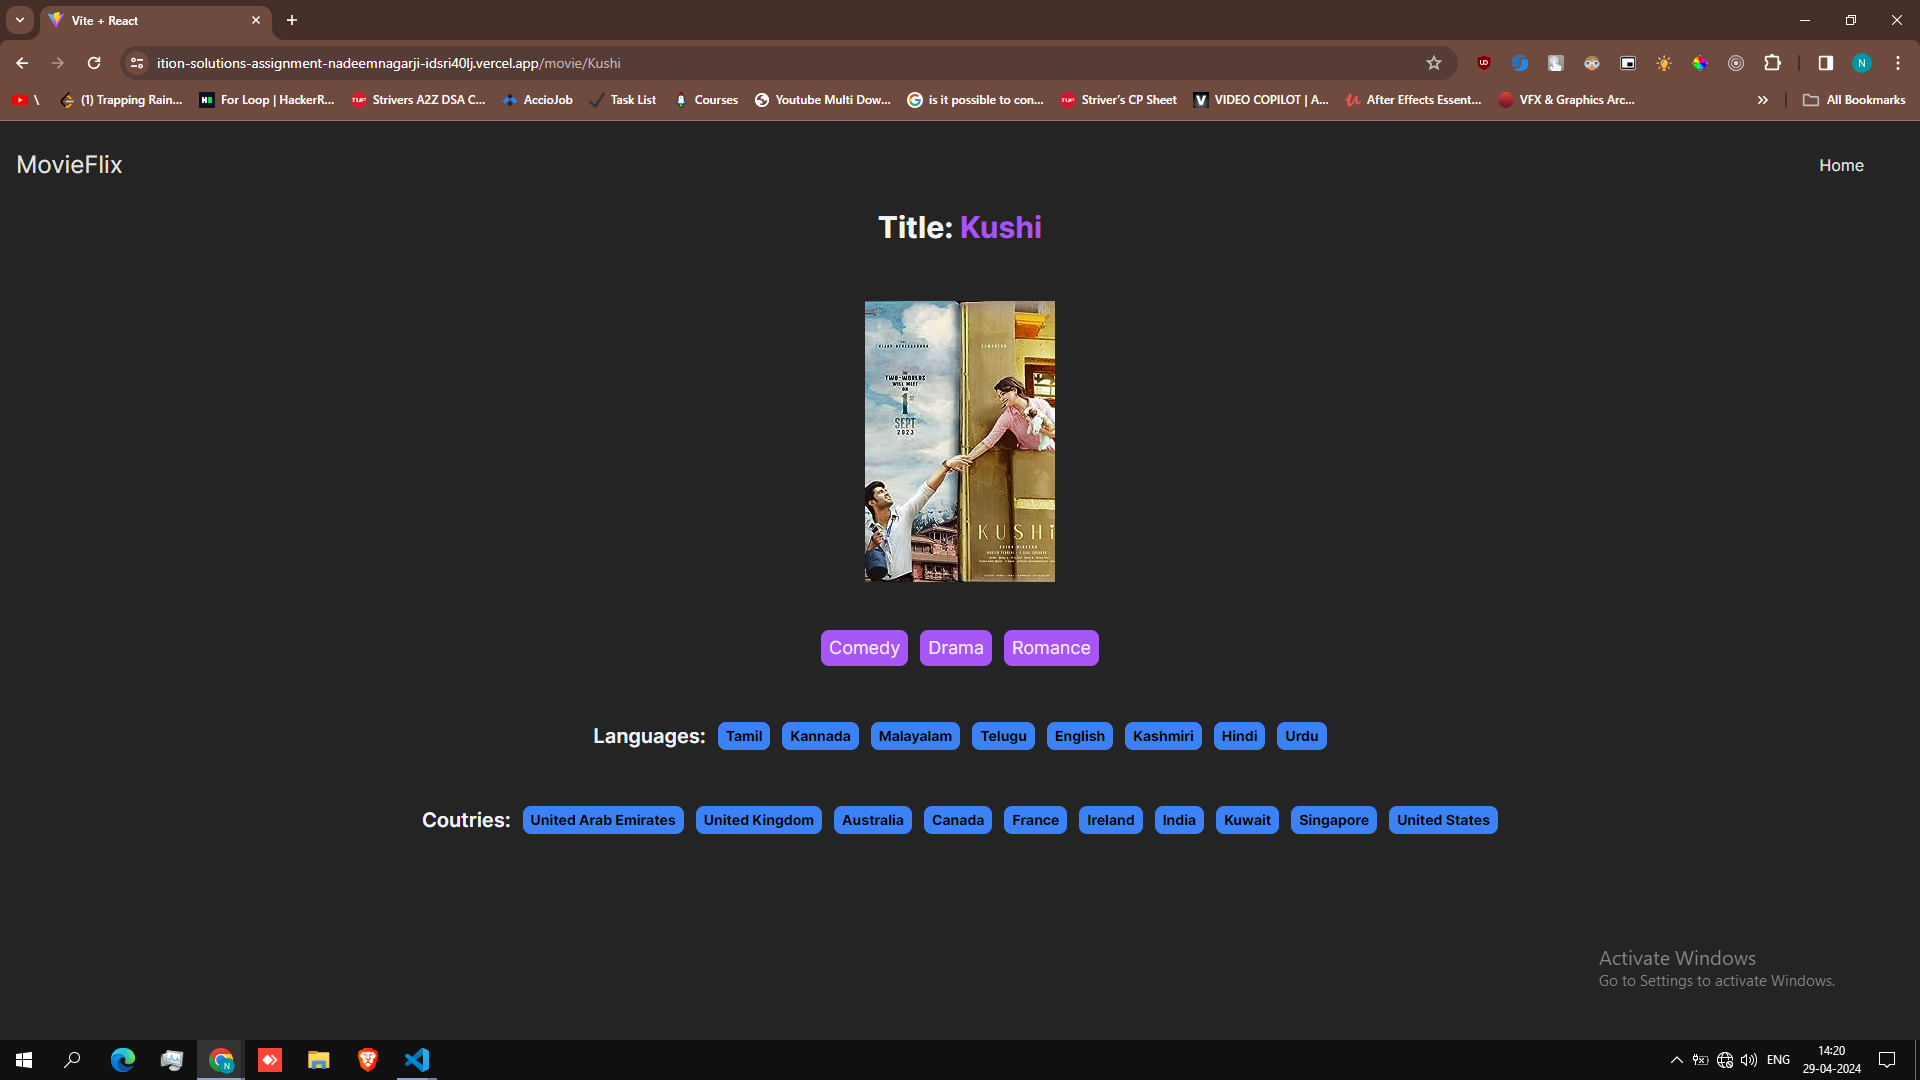 Vite + React
ition-solutions-assignment-nadeemnagarji-idsri40lj.vercel.app/movie/Kushi
N
\
(1) Trapping Rain...
For Loop | HackerR...
Strivers A2Z DSA C...
AccioJob
Task List
Courses
Youtube Multi Dow...
is it possible to con...
Striver's CP Sheet
VIDEO COPILOT | A...
After Effects Essent...
VFX & Graphics Arc...
All Bookmarks
MovieFlix
Home
Title: Kushi
TWO-WORLDS
WILL MEET
ON
1ST
SEPT
2023
KUSHi
Comedy Drama Romance
Languages: Tamil Kannada Malayalam Telugu English Kashmiri Hindi Urdu
Coutries: United Arab Emirates United Kingdom Australia Canada France Ireland India Kuwait Singapore United States
Activate Windows
Go to Settings to activate Windows.
ENG
14:20
29-04-2024